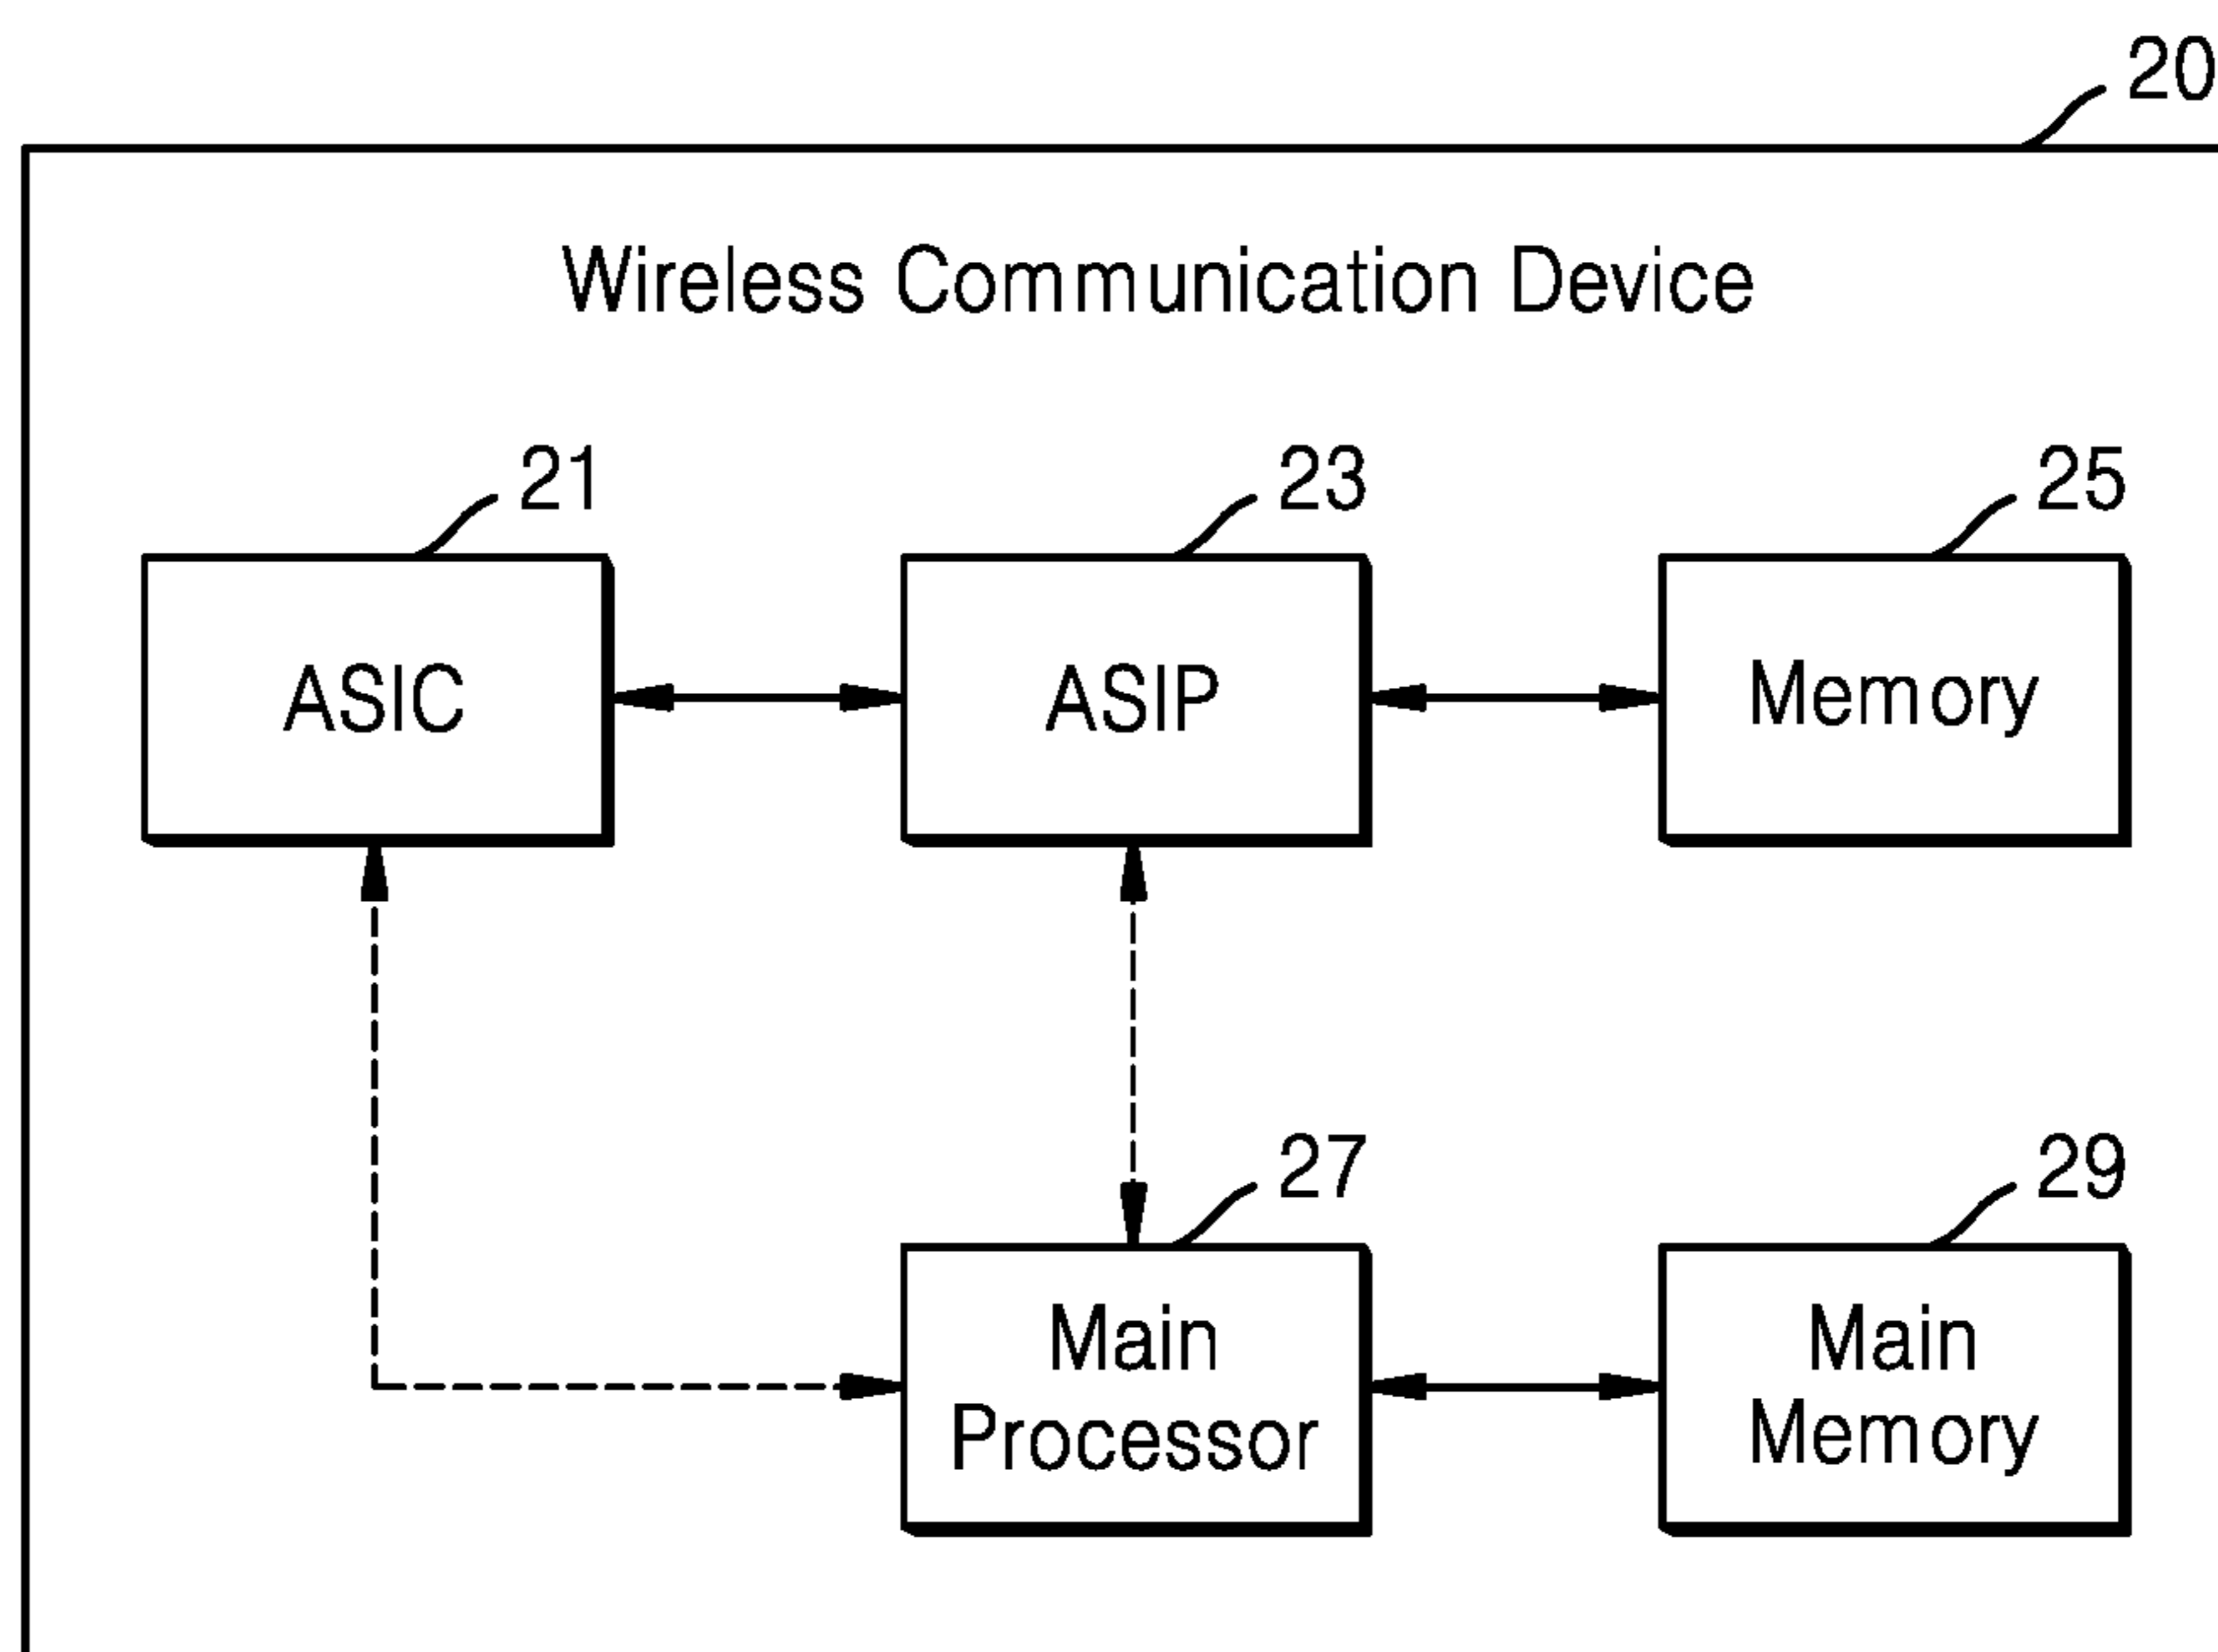 20
Wireless Communication Device
21
23
25
ASIC
ASIP
Memory
27
29
Main
Processor
Main
Memory